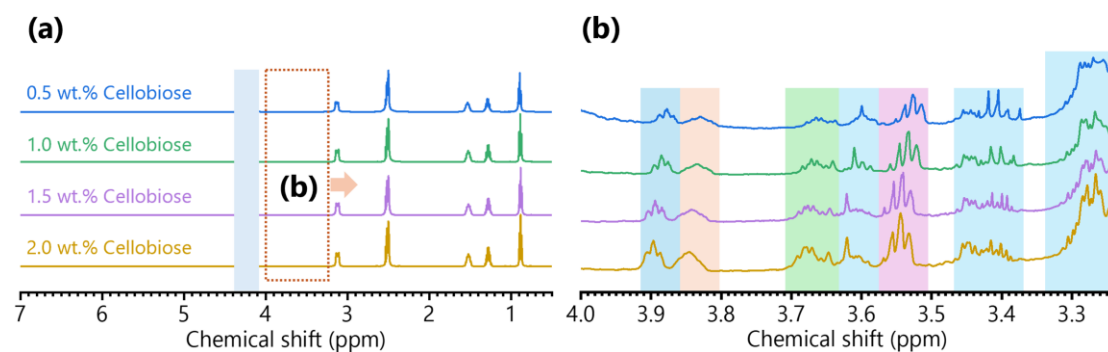 (a)
0.5 wt.% Cellobiose
1.0 wt.% Cellobiose
1.5 wt.% Cellobiose
2.0 wt.% Cellobiose
(b)
7 6 5 4 3 2 1
Chemical shift (ppm)
(b)
4.0 3.9 3.8 3.7 3.6 3.5 3.4 3.3
Chemical shift (ppm)